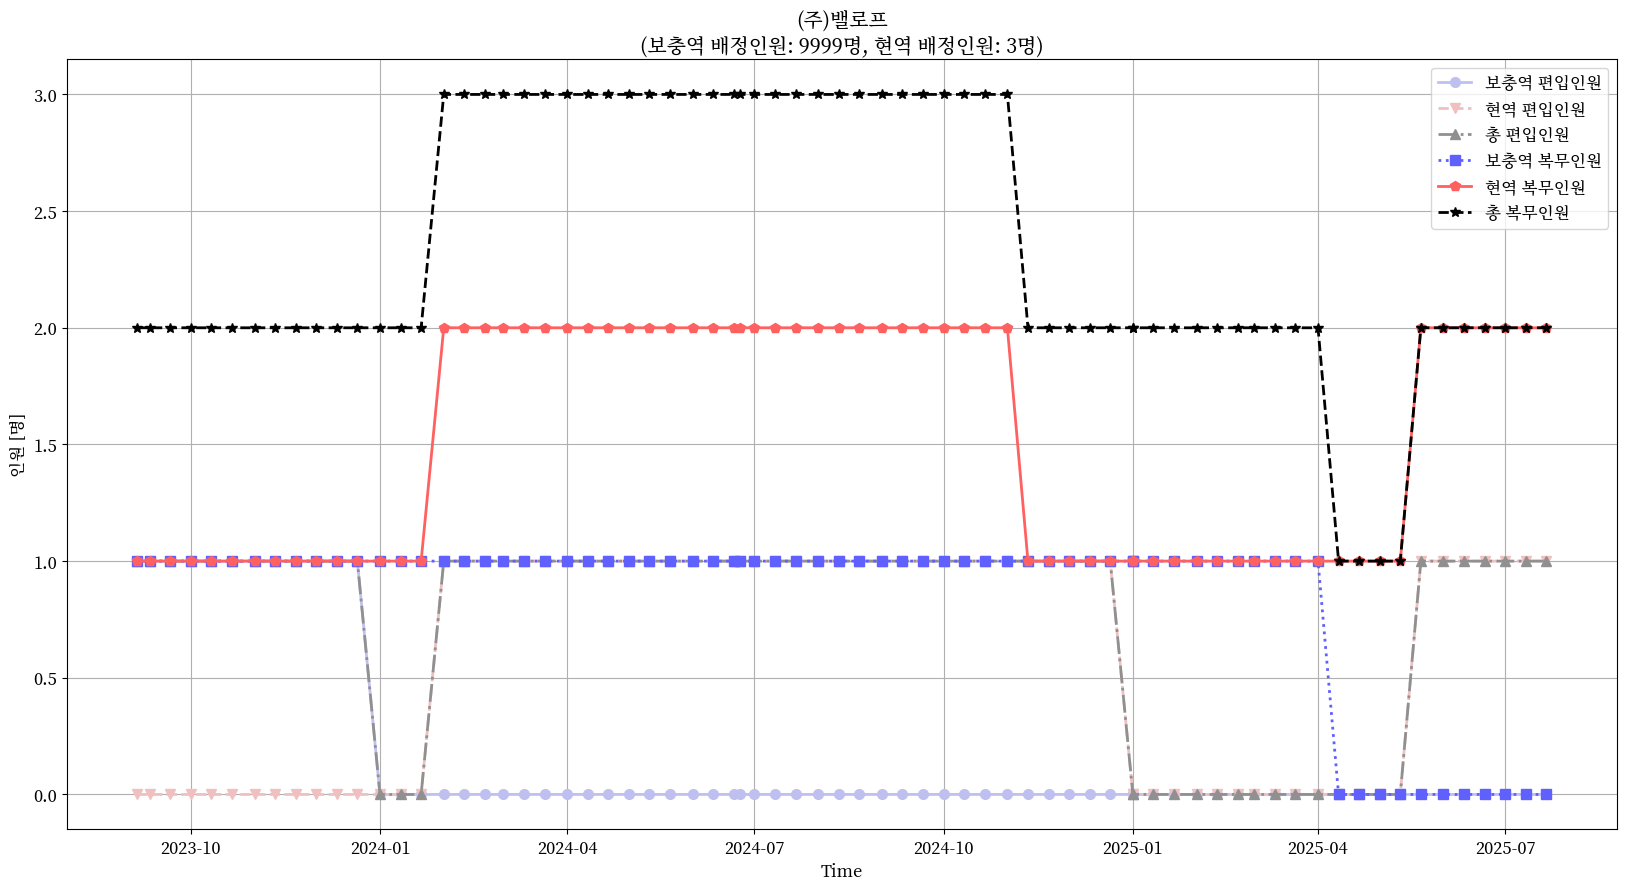 (주)밸로프
(보충역 배정인원: 9999명, 현역 배정인원: 3명)
보충역 편입인원
현역 편입인원
총 편입인원
보충역 복무인원
현역 복무인원
총 복무인원
3.0
2.5
2.0
1.5
1.0
0.5
0.0
인원 [명]
2023-10 2024-01 2024-04 2024-07 2024-10 2025-01 2025-04 2025-07
Time